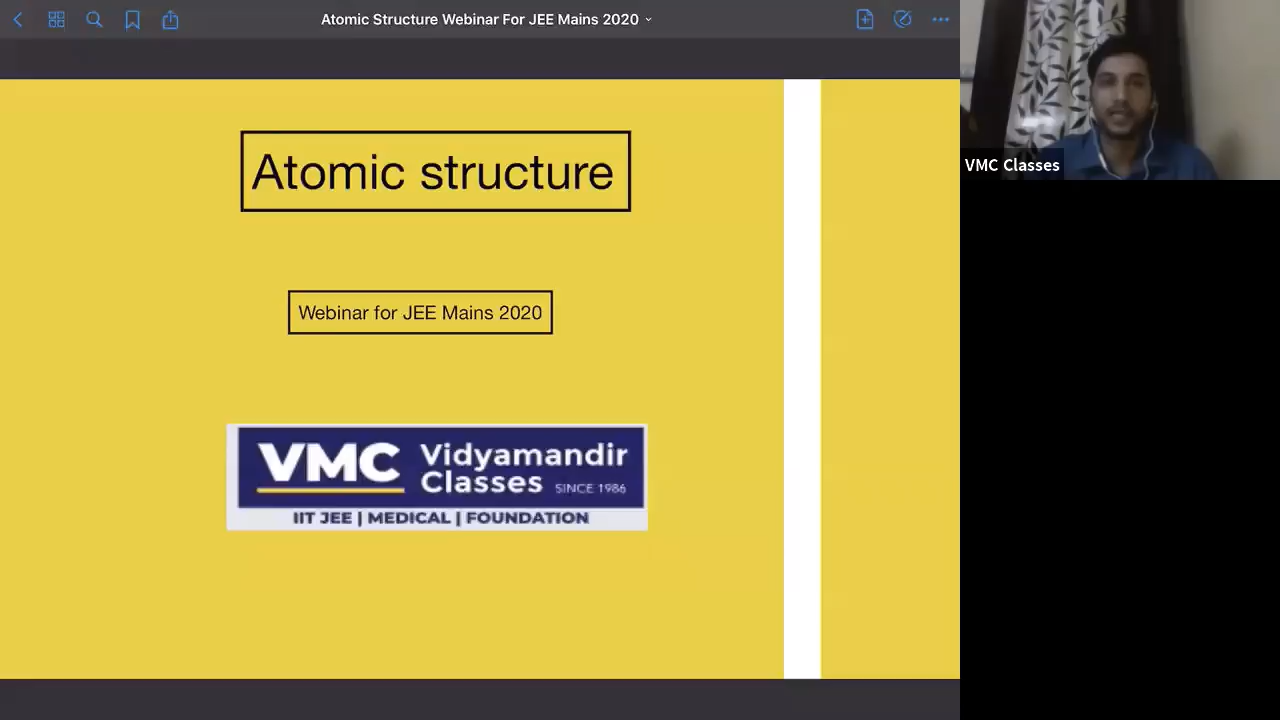 Atomic Structure Webinar For JEE Mains 2020
Atomic structure
Webinar for JEE Mains 2020
VMC Vidyamandir
Classes SINCE 1986
IIT JEE | MEDICAL | FOUNDATION
VMC Classes